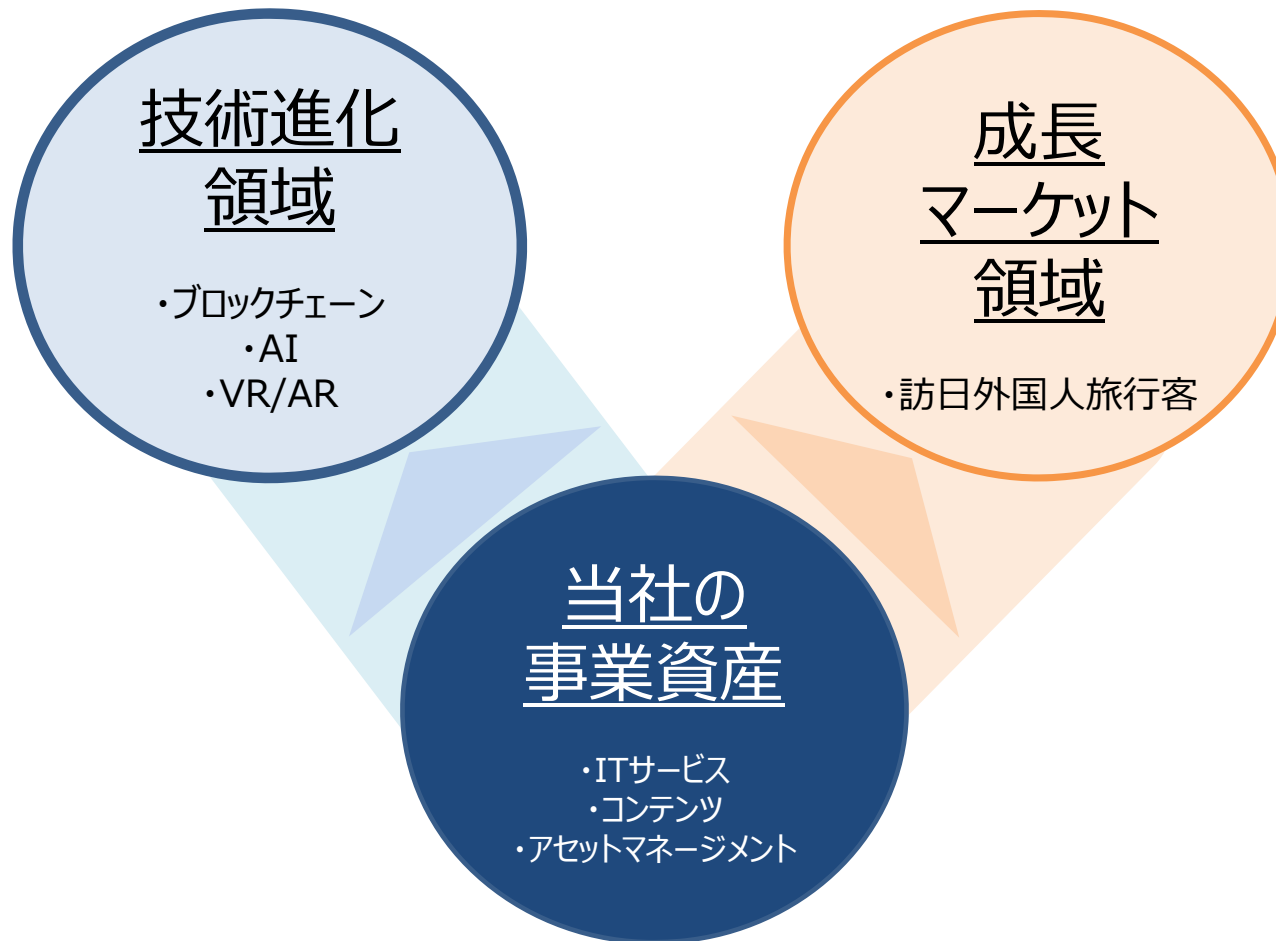 技術進化
領域
・ブロックチェーン
・AI
・VR/AR
成長
マーケット
領域
・訪日外国人旅行客
当社の
事業資産
・ITサービス
・コンテンツ
・アセットマネージメント